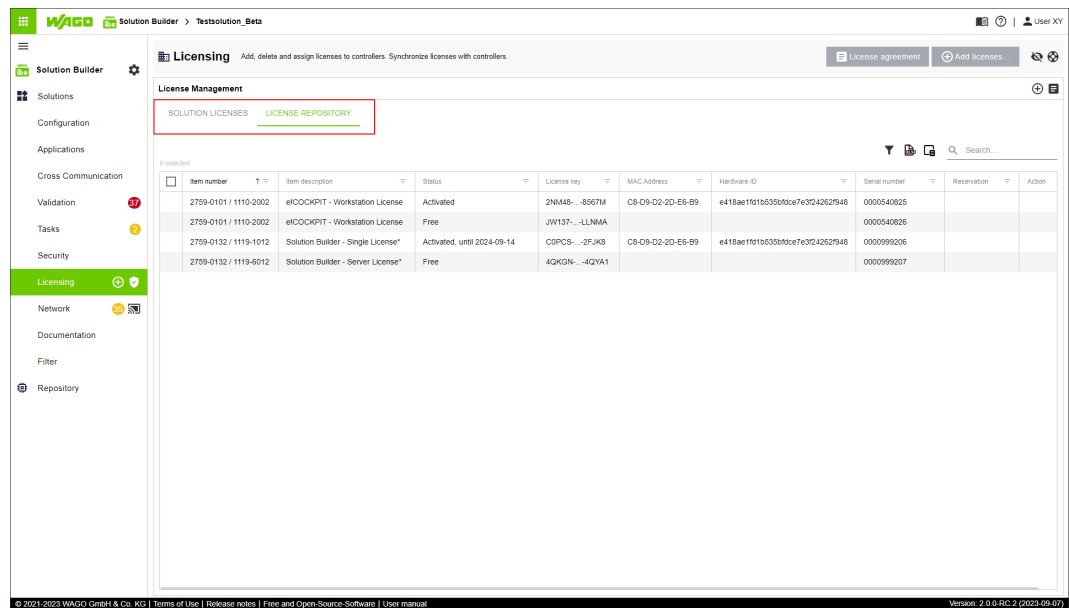 WAGO Solution Builder > Testsolution_Beta
User XY
Solution Builder
Solutions
Configuration
Applications
Cross Communication
Validation 37
Tasks 2
Security
Licensing
Network 35
Documentation
Filter
Repository
Licensing Add, delete and assign licenses to controllers. Synchronize licenses with controllers.
License agreement Add licenses...
License Management
SOLUTION LICENSES LICENSE REPOSITORY
Search...
0 selected
Item number Item description Status License key MAC Address Hardware ID Serial number Reservation Action
2759-0101 / 1110-2002 e!COCKPIT - Workstation License Activated 2NM48-...-8567M C8-D9-D2-2D-E6-B9 e418ae1fd1b535bfdce7e3f24262f948 0000540825
2759-0101 / 1110-2002 e!COCKPIT - Workstation License Free JW137-...-LLNMA 0000540826
2759-0132 / 1119-1012 Solution Builder - Single License* Activated, until 2024-09-14 C0PCS-...-2FJK8 C8-D9-D2-2D-E6-B9 e418ae1fd1b535bfdce7e3f24262f948 0000999206
2759-0132 / 1119-6012 Solution Builder - Server License* Free 4QKGN-...-4QYA1 0000999207
© 2021-2023 WAGO GmbH & Co. KG | Terms of Use | Release notes | Free and Open-Source-Software | User manual
Version: 2.0.0-RC.2 (2023-09-07)